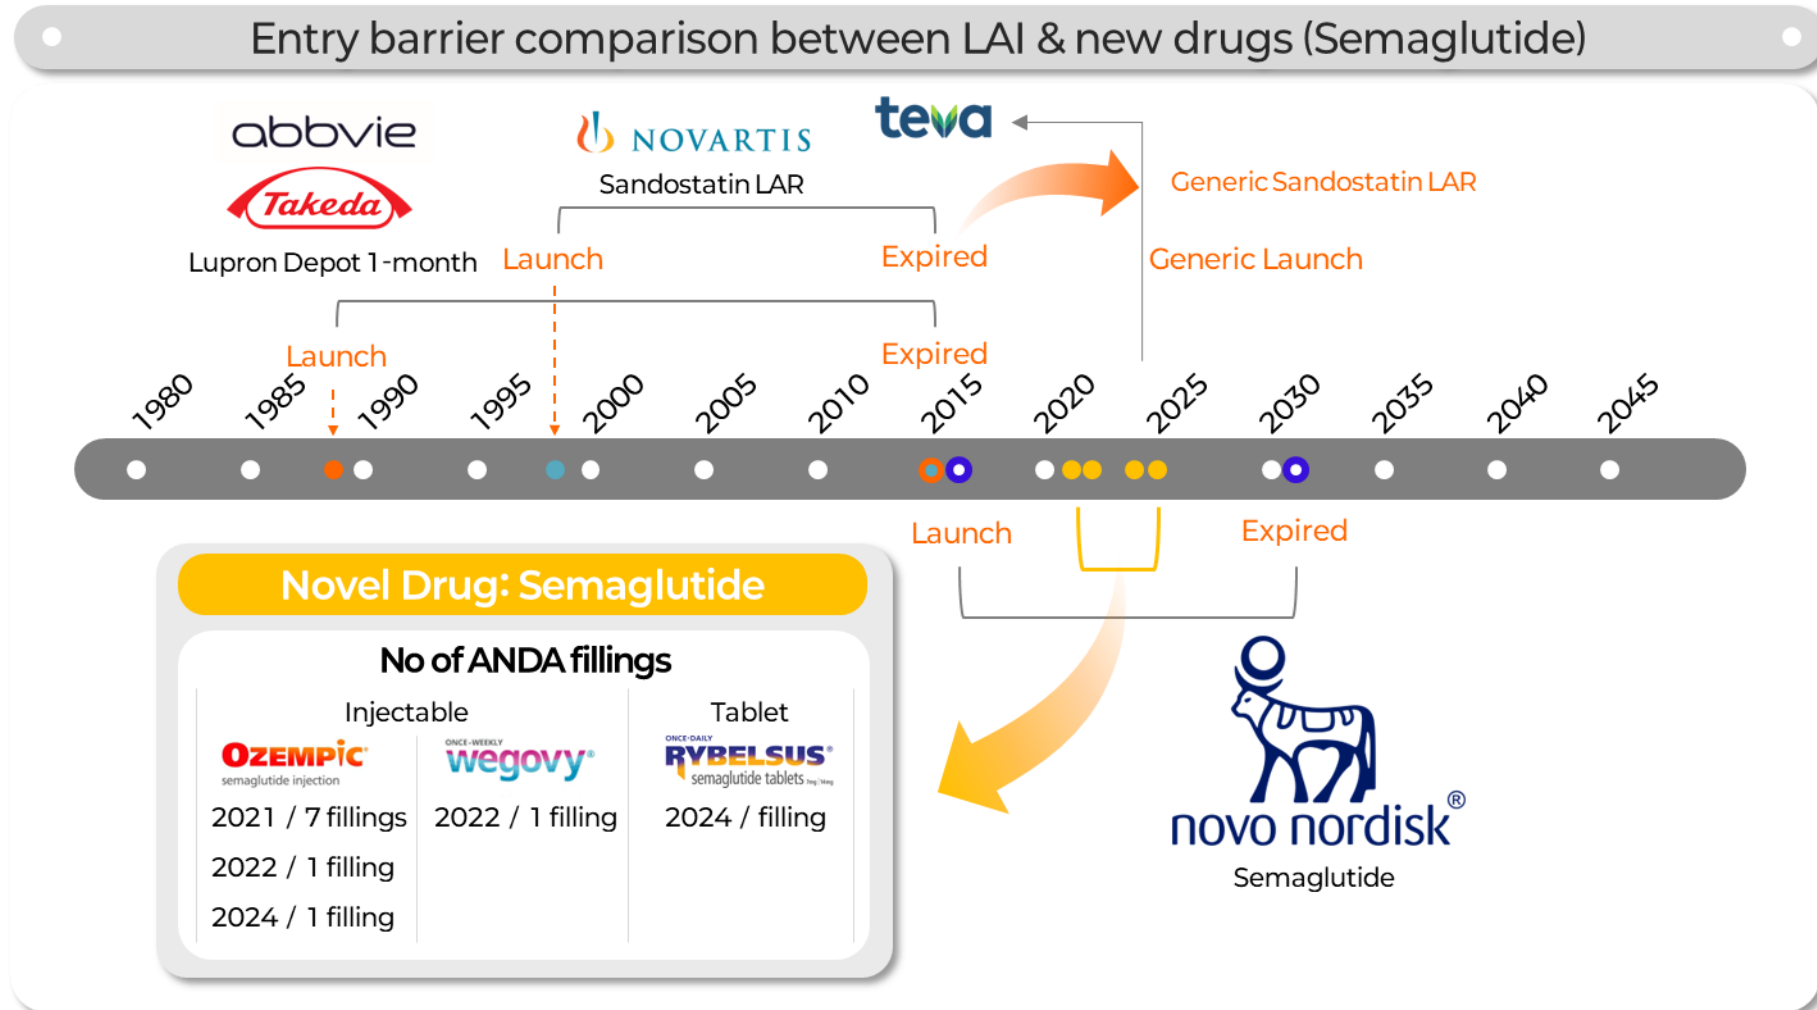 Entry barrier comparison between LAI & new drugs (Semaglutide)
abbvie
Takeda
Lupron Depot 1-month
NOVARTIS
Sandostatin LAR
teva
Generic Sandostatin LAR
Launch
Expired
Generic Launch
Launch
Expired
1980
1985
1990
1995
2000
2005
2010
2015
2020
2025
2030
2035
2040
2045
Launch
Expired
Novel Drug: Semaglutide
No of ANDA fillings
Injectable
Tablet
OZEMPIC®
semaglutide injection
2021 / 7 fillings
2022 / 1 filling
2024 / 1 filling
ONCE-WEEKLY
wegovy®
2022 / 1 filling
ONCE-DAILY
RYBELSUS®
semaglutide tablets 7mg | 14mg
2024 / filling
novo nordisk®
Semaglutide